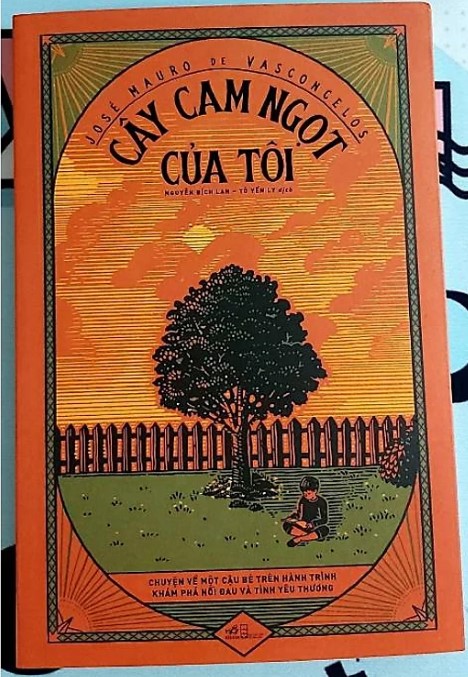 JOSÉ MAURO DE VASCONCELOS
CÂY CAM NGỌT
CỦA TÔI
NGUYỄN BÍCH LAN – TÔ YẾN LY dịch
CHUYỆN VỀ MỘT CẬU BÉ TRÊN HÀNH TRÌNH
KHÁM PHÁ NỖI ĐAU VÀ TÌNH YÊU THƯƠNG